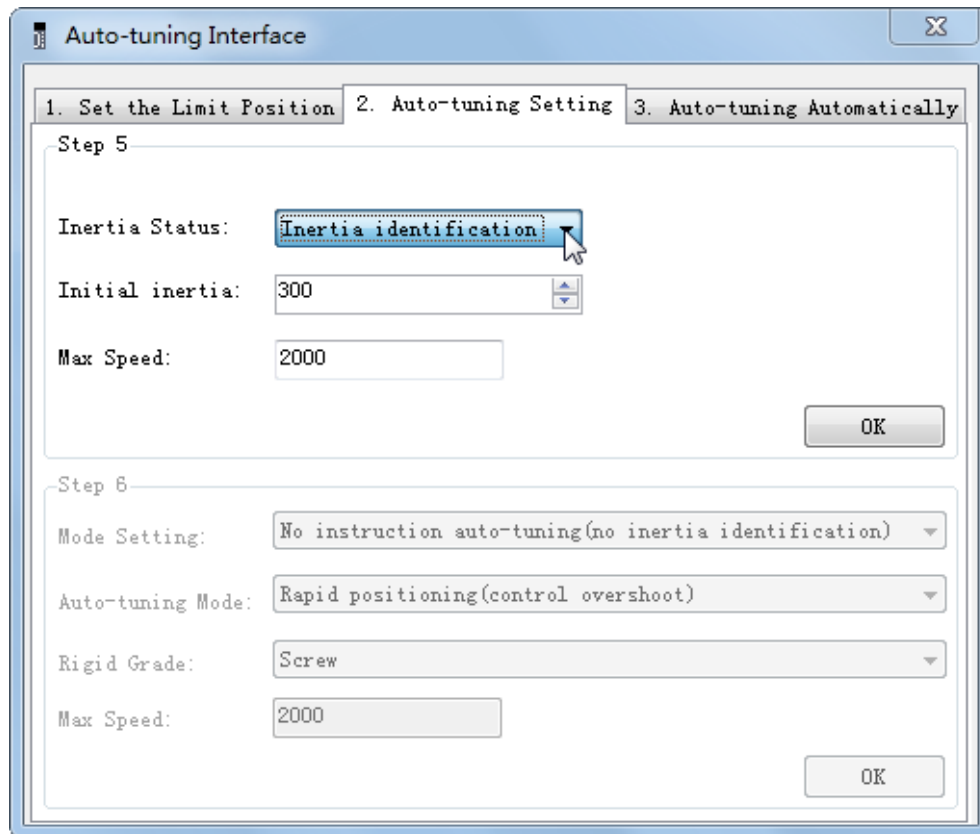 Auto-tuning Interface
1. Set the Limit Position 2. Auto-tuning Setting 3. Auto-tuning Automatically
Step 5
Inertia Status: Inertia identification
Initial inertia: 300
Max Speed: 2000
OK
Step 6
Mode Setting: No instruction auto-tuning(no inertia identification)
Auto-tuning Mode: Rapid positioning(control overshoot)
Rigid Grade: Screw
Max Speed: 2000
OK